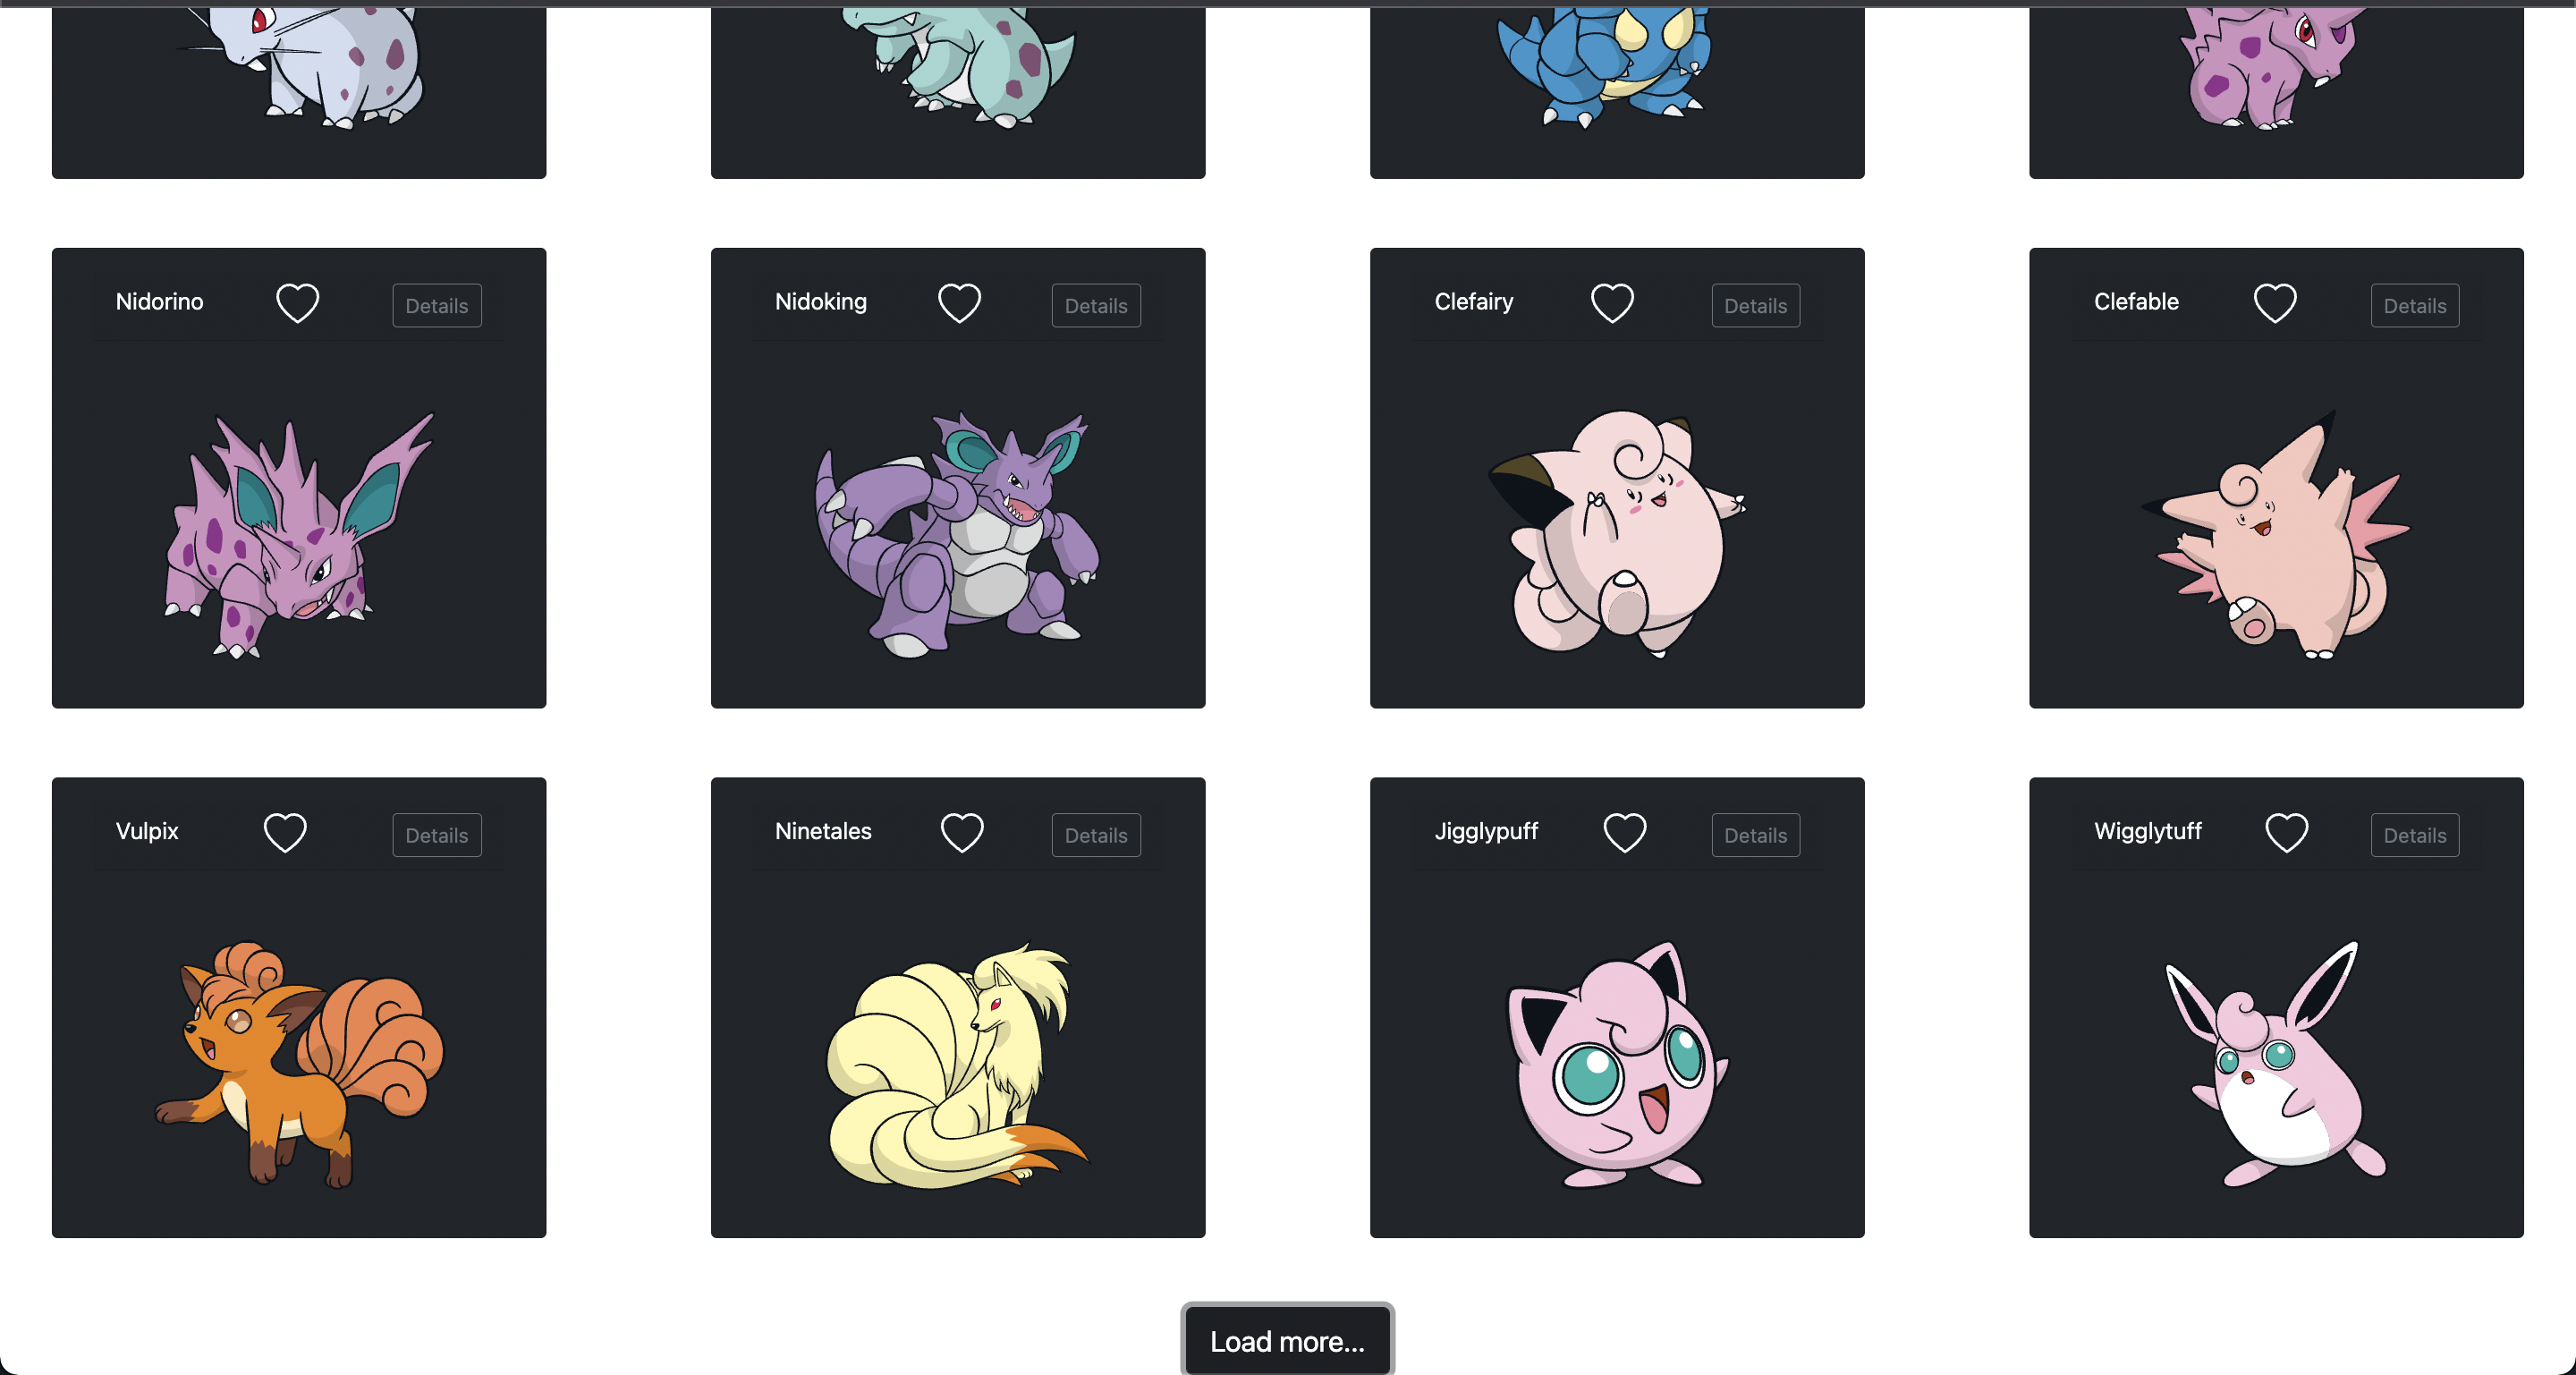 Nidorino Details
Nidoking Details
Clefairy Details
Clefable Details
Vulpix Details
Ninetales Details
Jigglypuff Details
Wigglytuff Details
Load more...